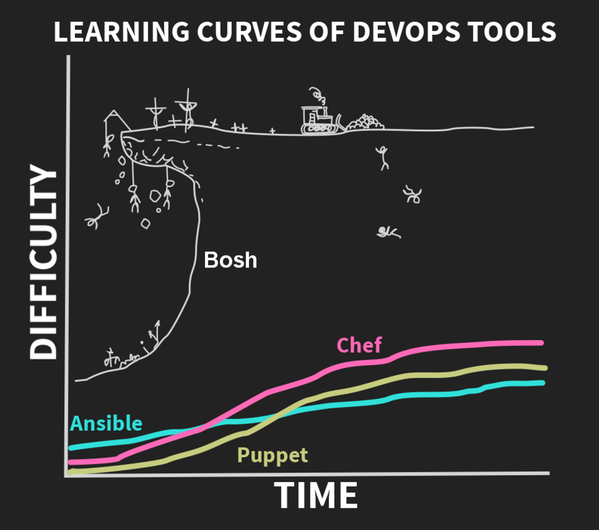 LEARNING CURVES OF DEVOPS TOOLS
DIFFICULTY
Bosh
Chef
Ansible
Puppet
TIME